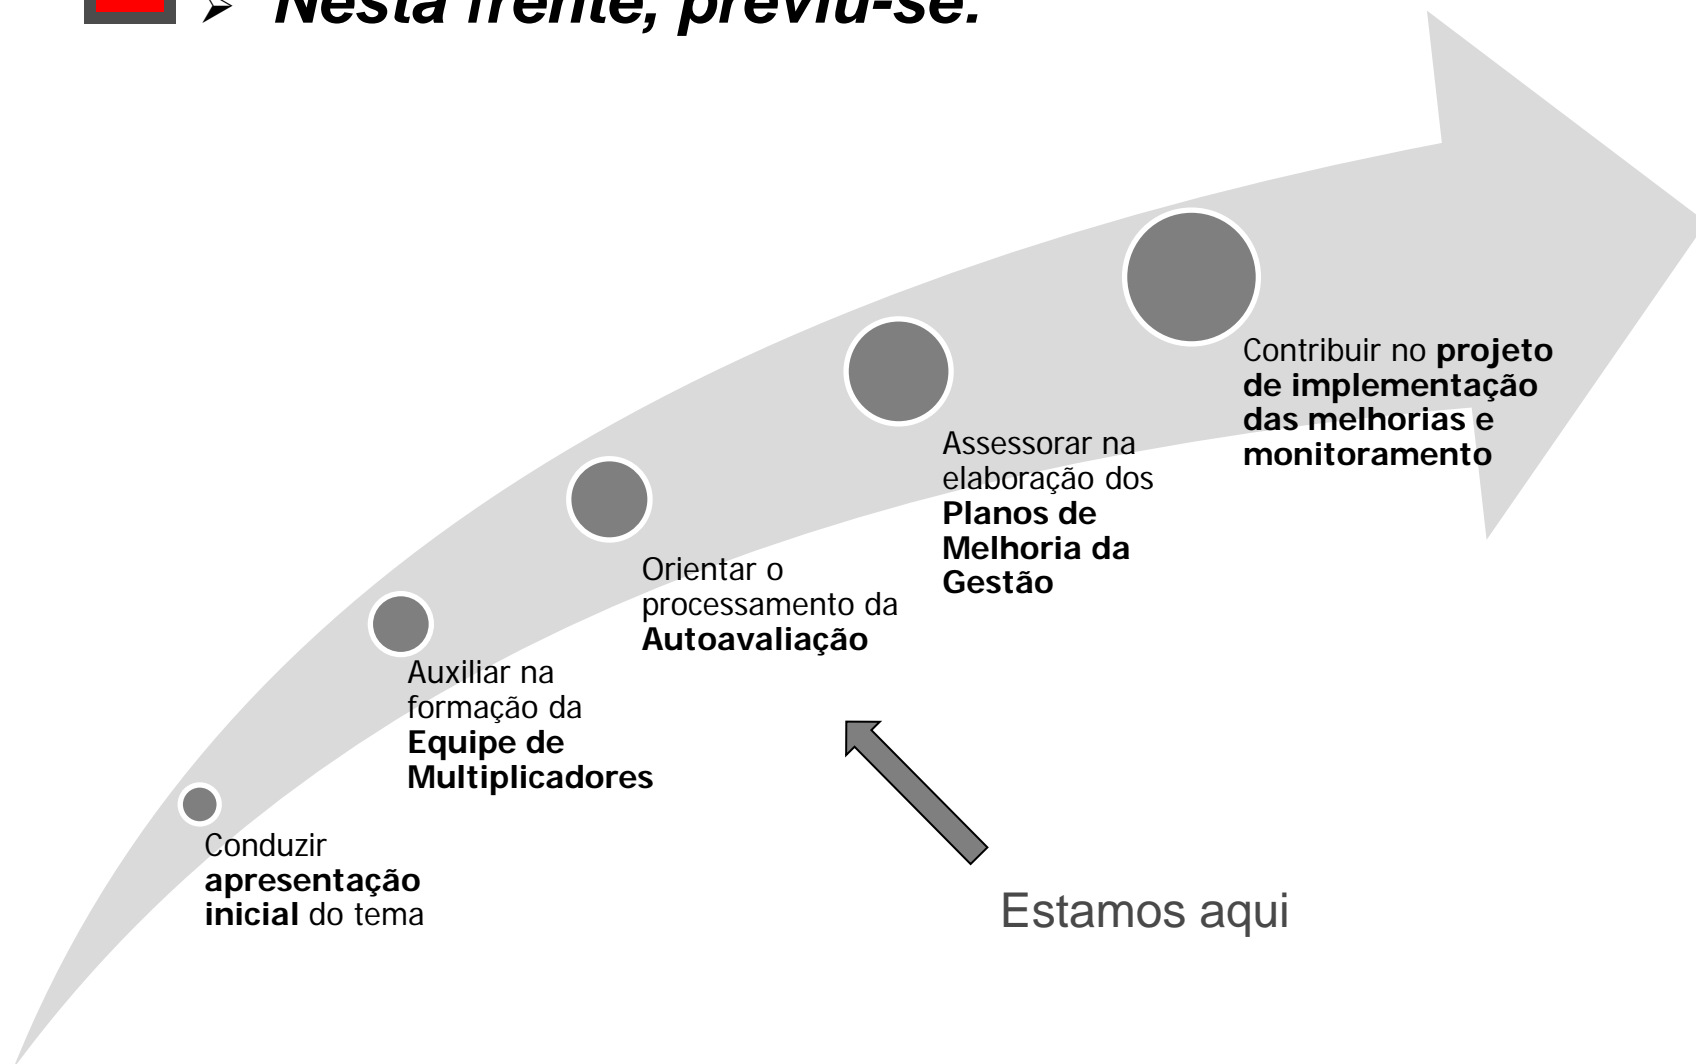 Nesta frente, previu-se:
Contribuir no projeto
de implementação
das melhorias e
monitoramento
Assessorar na
elaboração dos
Planos de
Melhoria da
Gestão
Orientar o
processamento da
Autoavaliação
Auxiliar na
formação da
Equipe de
Multiplicadores
Conduzir
apresentação
inicial do tema
Estamos aqui